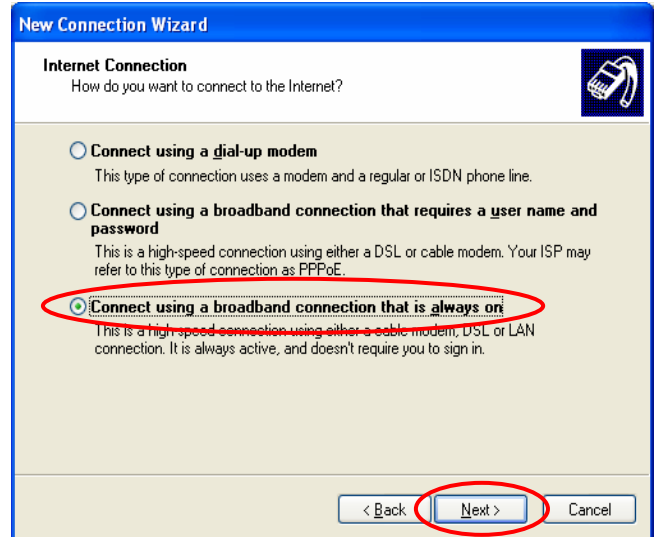 New Connection Wizard
Internet Connection
How do you want to connect to the Internet?
Connect using a dial-up modem
This type of connection uses a modem and a regular or ISDN phone line.
Connect using a broadband connection that requires a user name and
password
This is a high-speed connection using either a DSL or cable modem. Your ISP may
refer to this type of connection as PPPoE.
Connect using a broadband connection that is always on
This is a high-speed connection using either a cable modem, DSL or LAN
connection. It is always active, and doesn't require you to sign in.
< Back
Next >
Cancel